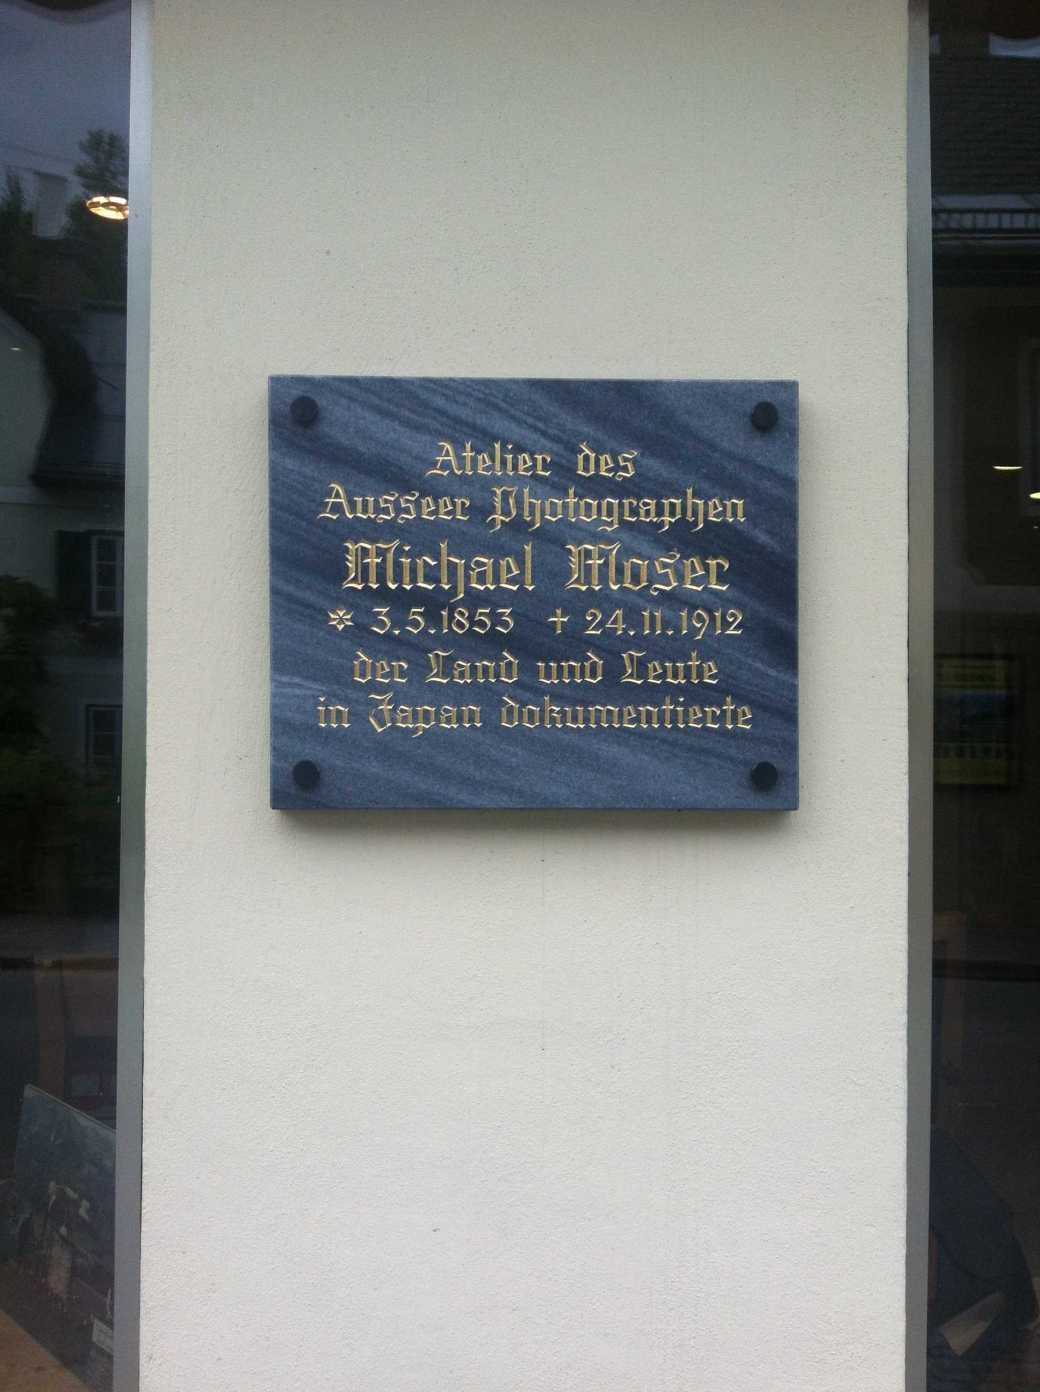 Atelier des
Ausseer Photographen
Michael Moser
* 3.5.1853 † 24.11.1912
der Land und Leute
in Japan dokumentierte